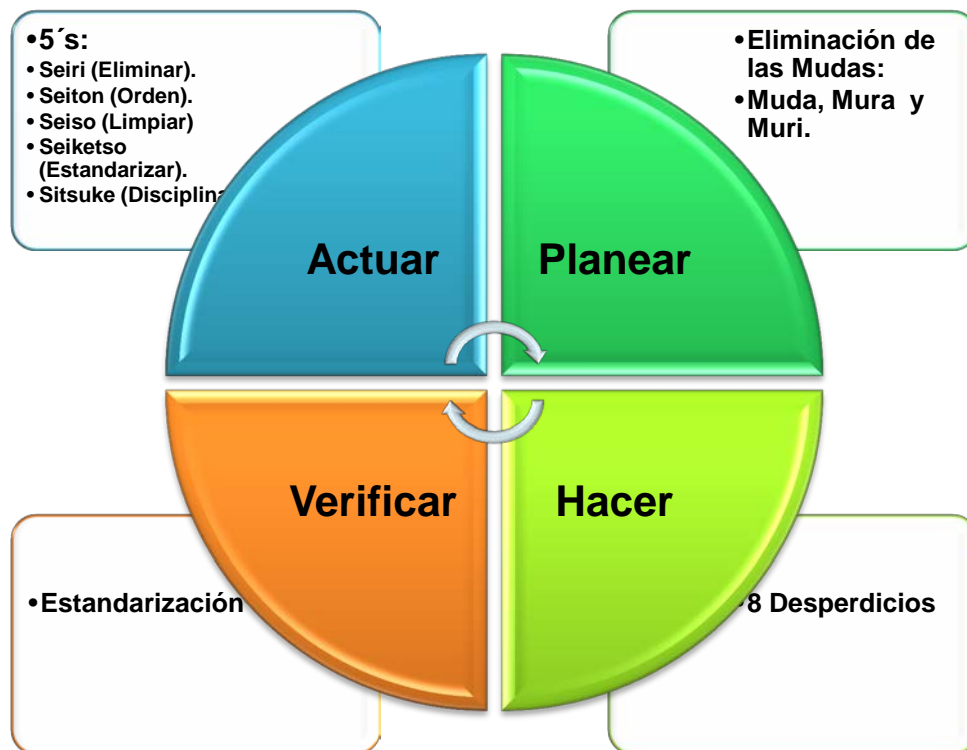 •5´s:
• Seiri (Eliminar).
• Seiton (Orden).
• Seiso (Limpiar)
• Seiketso
(Estandarizar).
• Sitsuke (Disciplina
•Eliminación de
las Mudas:
•Muda, Mura y
Muri.
Actuar
Planear
Verificar
Hacer
•Estandarización
•8 Desperdicios